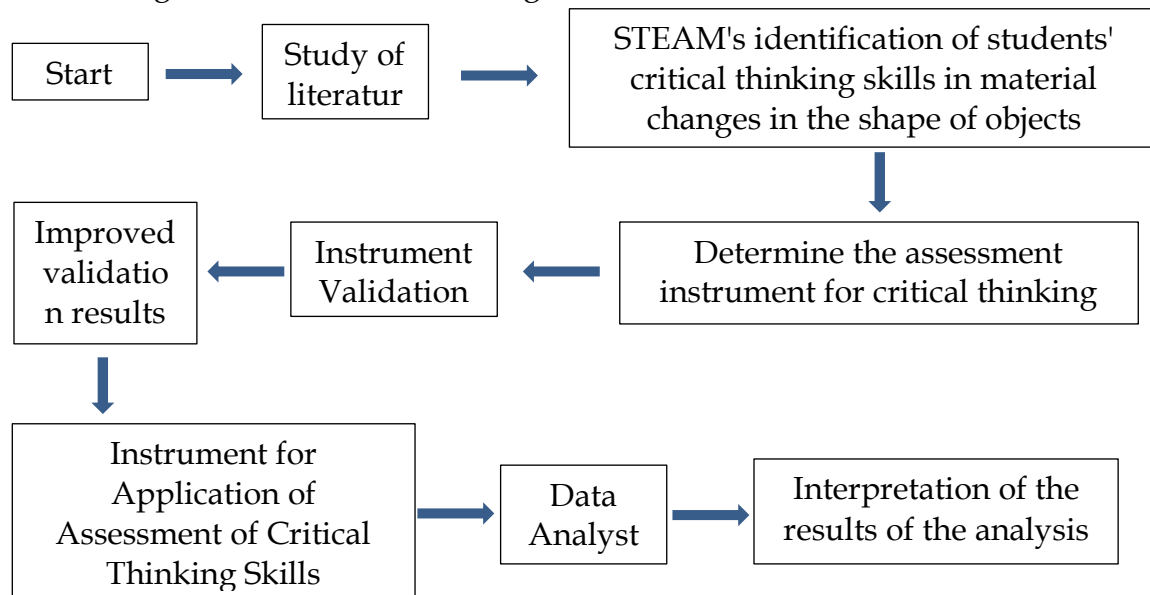 Start
Study of
literatur
STEAM's identification of students'
critical thinking skills in material
changes in the shape of objects
Determine the assessment
instrument for critical thinking
Instrument
Validation
Improved
validatio
n results
Instrument for
Application of
Assessment of Critical
Thinking Skills
Data
Analyst
Interpretation of the
results of the analysis